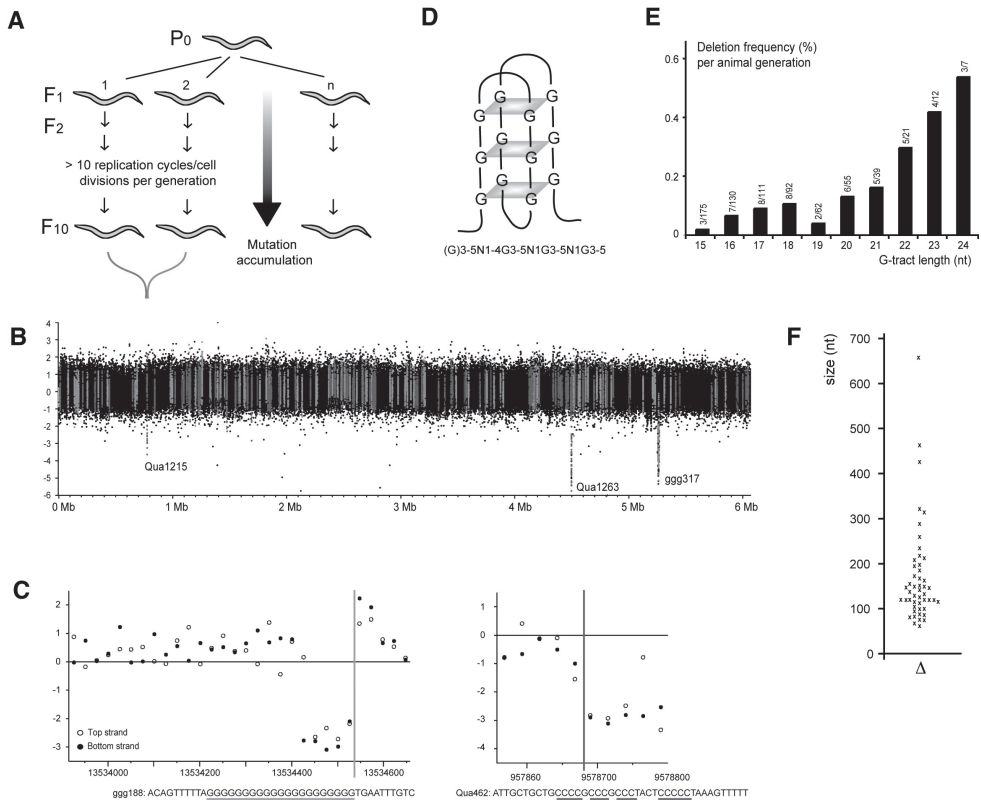 A
P0
1
2
n
F1
F2
> 10 replication cycles/cell
divisions per generation
F10
Mutation
accumulation
D
G
G
G
G
G
G
G
G
G
G
G
G
(G)3-5N1-4G3-5N1G3-5N1G3-5
E
Deletion frequency (%)
per animal generation
0.6
0.4
0.2
0
3/175
7/130
8/111
8/92
2/62
6/55
5/39
5/21
4/12
3/7
15 16 17 18 19 20 21 22 23 24
G-tract length (nt)
B
4
3
2
1
0
-1
-2
-3
-4
-5
-6
Qua1215
Qua1263
ggg317
0 Mb 1 Mb 2 Mb 3 Mb 4 Mb 5 Mb 6 Mb
F
size (nt)
700
600
500
400
300
200
100
0
Δ
C
2
1
0
-1
-2
-3
Top strand
Bottom strand
13534000 13534200 13534400 13534600
ggg188: ACAGTTTTTAGGGGGGGGGGGGGGGGGGGGGGGTGAATTTGTC
1
0
-1
-2
-3
-4
957860 9578700 9578800
Qua462: ATTGCTGCTGCCCCGCCCGCCCTACTCCCCCTAAAGTTTTT